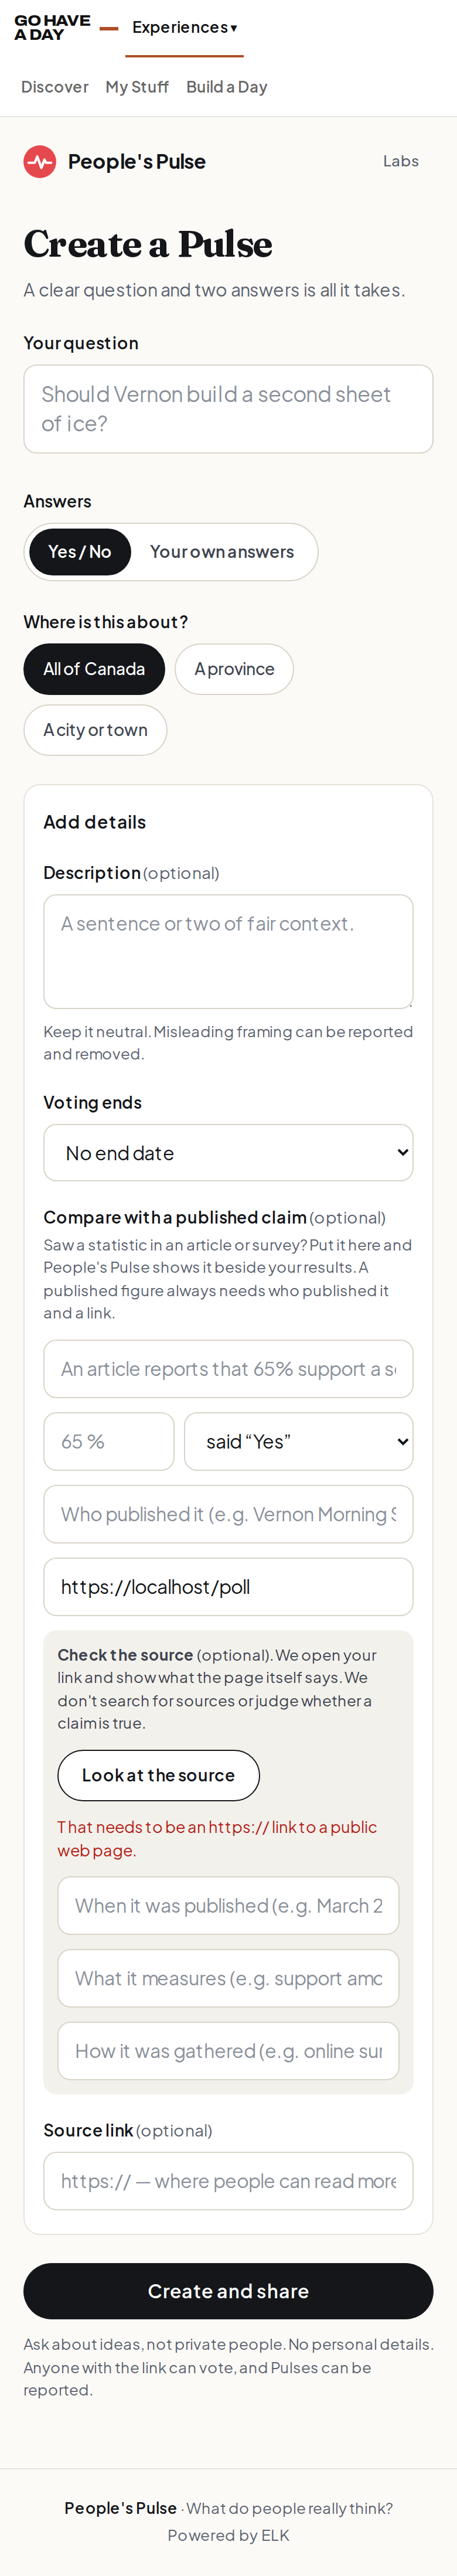 GO HAVE
A DAY
Experiences ▾
Discover My Stuff Build a Day
People's Pulse
Labs
Create a Pulse
A clear question and two answers is all it takes.
Your question
Should Vernon build a second sheet
of ice?
Answers
Yes / No
Your own answers
Where is this about?
All of Canada
A province
A city or town
Add details
Description (optional)
A sentence or two of fair context.
Keep it neutral. Misleading framing can be reported
and removed.
Voting ends
No end date
Compare with a published claim (optional)
Saw a statistic in an article or survey? Put it here and
People's Pulse shows it beside your results. A
published figure always needs who published it
and a link.
An article reports that 65% support a se
65 %
said “Yes”
Who published it (e.g. Vernon Morning S
https://localhost/poll
Check the source (optional). We open your
link and show what the page itself says. We
don't search for sources or judge whether a
claim is true.
Look at the source
That needs to be an https:// link to a public
web page.
When it was published (e.g. March 2
What it measures (e.g. support amo
How it was gathered (e.g. online sur
Source link (optional)
https:// — where people can read more
Create and share
Ask about ideas, not private people. No personal details.
Anyone with the link can vote, and Pulses can be
reported.
People's Pulse · What do people really think?
Powered by ELK